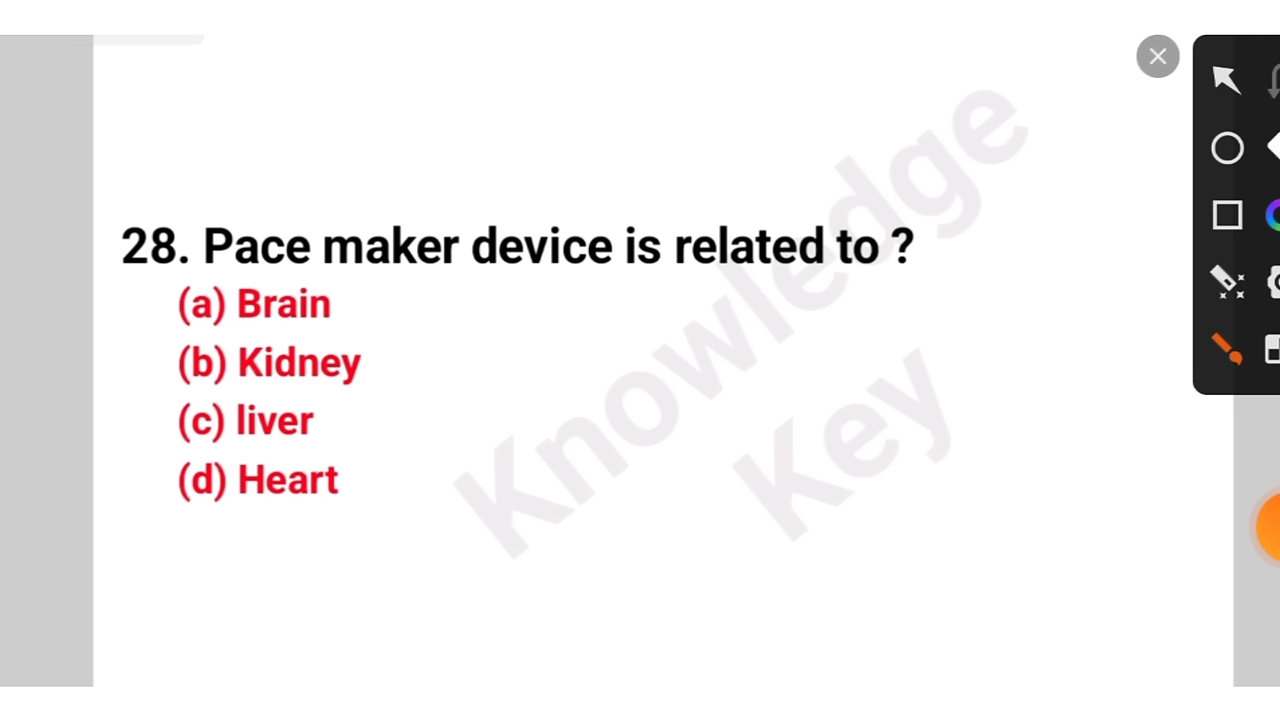 28. Pace maker device is related to ?
(a) Brain
(b) Kidney
(c) liver
(d) Heart
Knowledge
Key